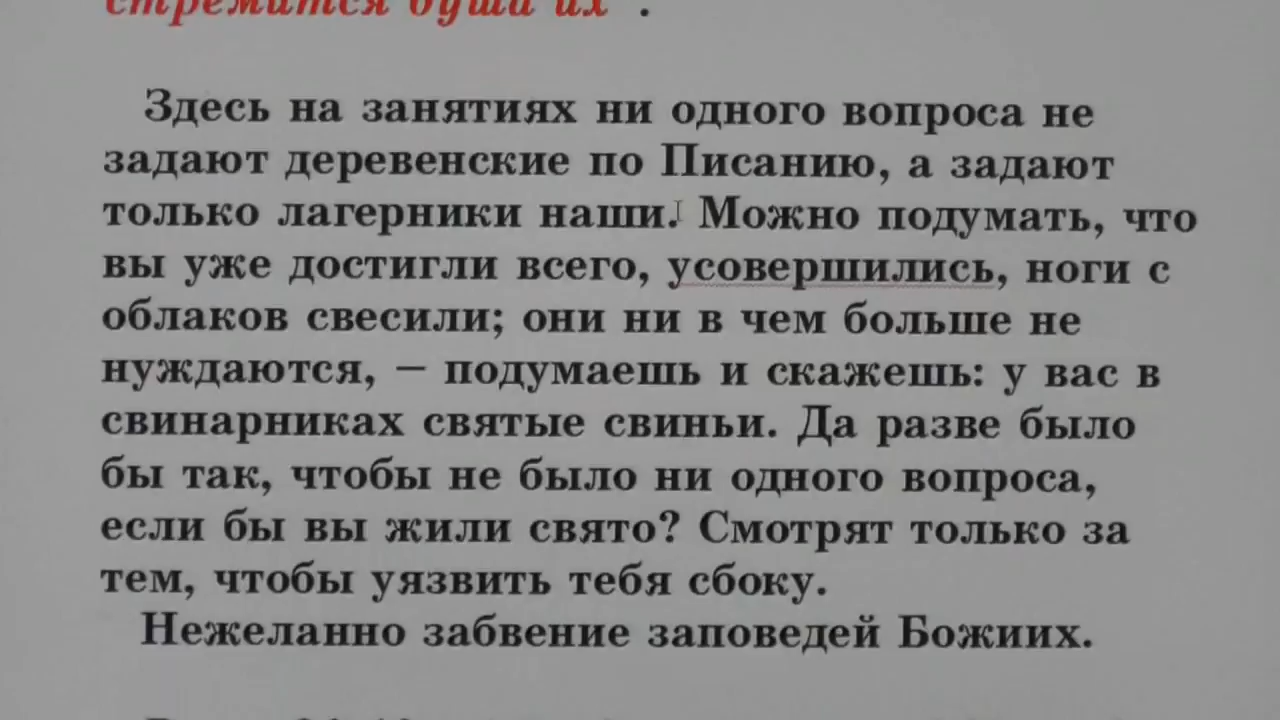 стремится душа их".
Здесь на занятиях ни одного вопроса не
задают деревенские по Писанию, а задают
только лагерники наши. Можно подумать, что
вы уже достигли всего, усовершились, ноги с
облаков свесили; они ни в чем больше не
нуждаются, – подумаешь и скажешь: у вас в
свинарниках святые свиньи. Да разве было
бы так, чтобы не было ни одного вопроса,
если бы вы жили свято? Смотрят только за
тем, чтобы уязвить тебя сбоку.
Нежеланно забвение заповедей Божиих.